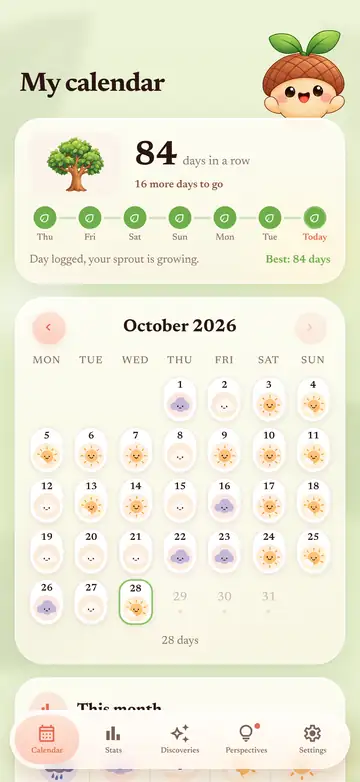 My calendar
84 days in a row
16 more days to go
Thu Fri Sat Sun Mon Tue Today
Day logged, your sprout is growing. Best: 84 days
October 2026
MON TUE WED THU FRI SAT SUN
1 2 3 4
5 6 7 8 9 10 11
12 13 14 15 16 17 18
19 20 21 22 23 24 25
26 27 28 29 30 31
28 days
This month
Calendar Stats Discoveries Perspectives Settings